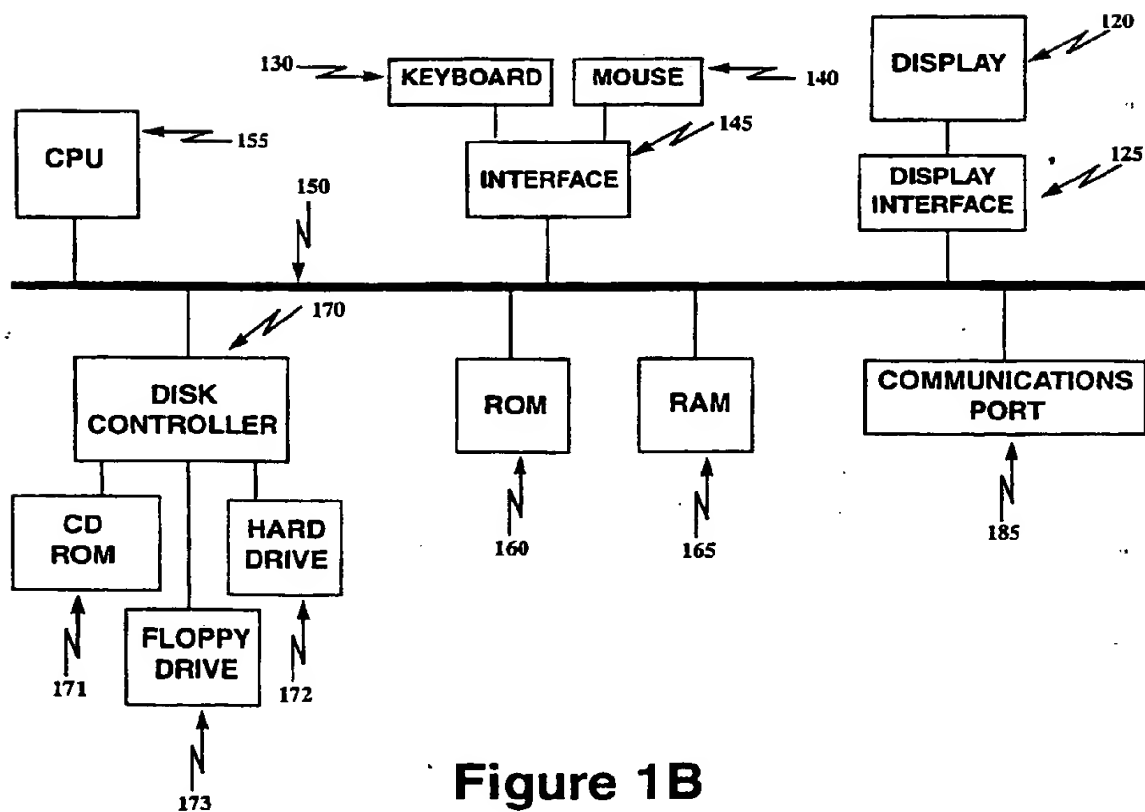 130
KEYBOARD
MOUSE
140
DISPLAY
120
CPU
155
INTERFACE
145
DISPLAY
INTERFACE
125
150
170
DISK
CONTROLLER
ROM
RAM
COMMUNICATIONS
PORT
CD
ROM
HARD
DRIVE
160
165
185
FLOPPY
DRIVE
171
172
173
Figure 1B